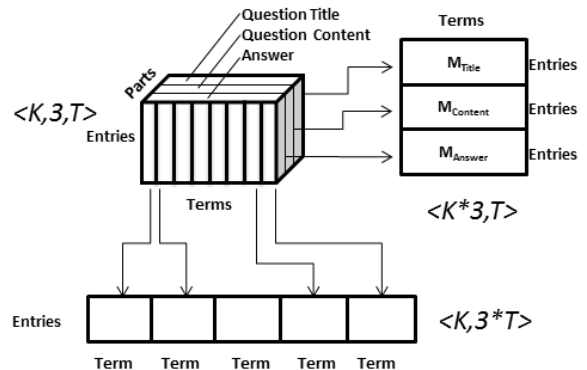 Question Title
Question Content
Answer
Parts
<K,3,T>
Entries
Terms
Terms
M_Title Entries
M_Content Entries
M_Answer Entries
<K*3,T>
Entries
<K,3*T>
Term Term Term Term Term